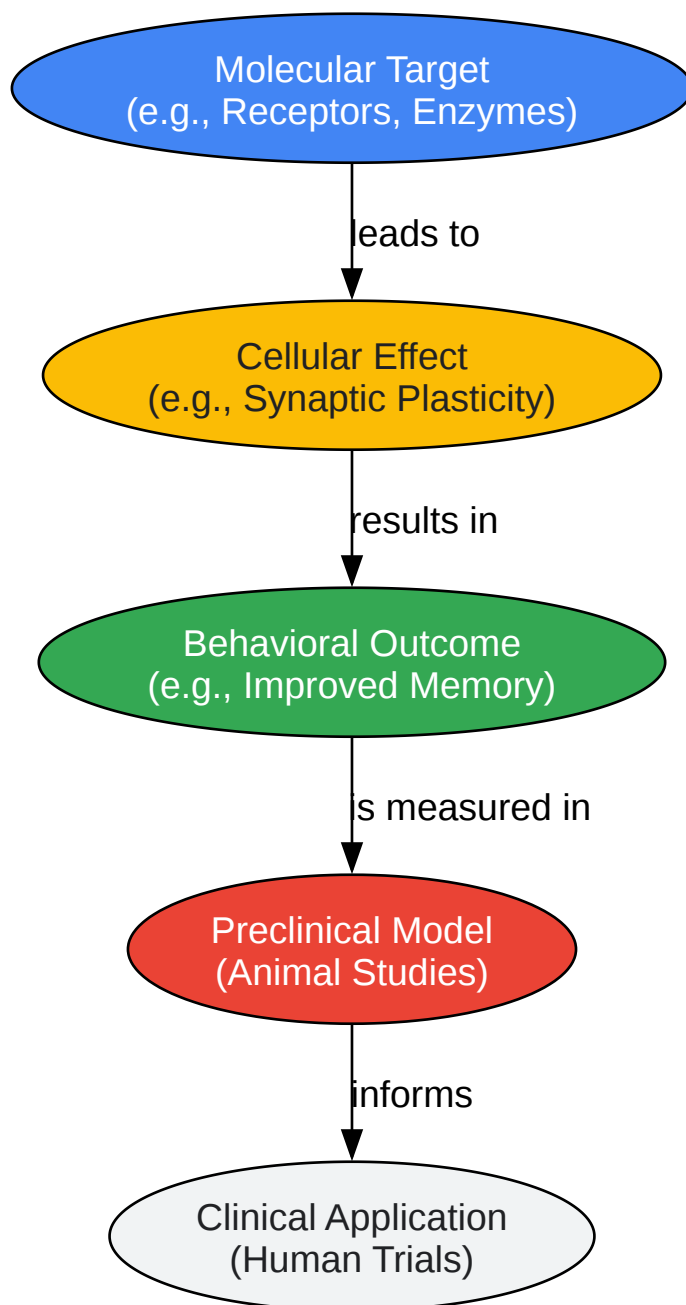 Molecular Target
(e.g., Receptors, Enzymes)
leads to
Cellular Effect
(e.g., Synaptic Plasticity)
results in
Behavioral Outcome
(e.g., Improved Memory)
is measured in
Preclinical Model
(Animal Studies)
informs
Clinical Application
(Human Trials)